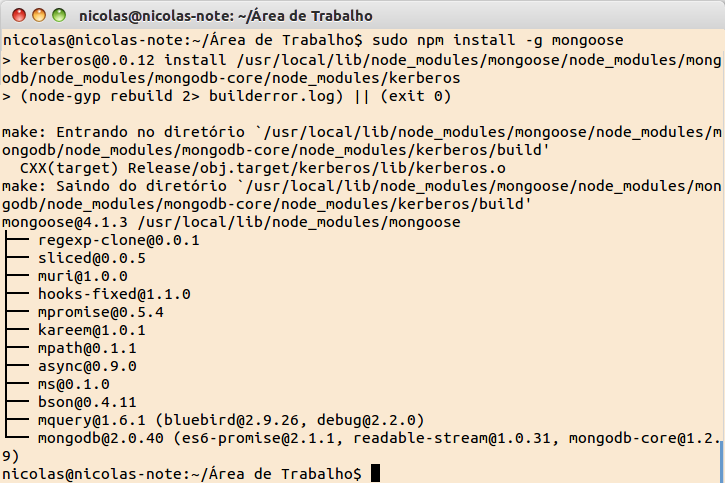 nicolas@nicolas-note: ~/Área de Trabalho
nicolas@nicolas-note:~/Área de Trabalho$ sudo npm install -g mongoose
> kerberos@0.0.12 install /usr/local/lib/node_modules/mongoose/node_modules/mong
odb/node_modules/mongodb-core/node_modules/kerberos
> (node-gyp rebuild 2> builderror.log) || (exit 0)
make: Entrando no diretório `/usr/local/lib/node_modules/mongoose/node_modules/m
ongodb/node_modules/mongodb-core/node_modules/kerberos/build'
  CXX(target) Release/obj.target/kerberos/lib/kerberos.o
make: Saindo do diretório `/usr/local/lib/node_modules/mongoose/node_modules/mon
godb/node_modules/mongodb-core/node_modules/kerberos/build'
mongoose@4.1.3 /usr/local/lib/node_modules/mongoose
├── regexp-clone@0.0.1
├── sliced@0.0.5
├── muri@1.0.0
├── hooks-fixed@1.1.0
├── mpromise@0.5.4
├── kareem@1.0.1
├── mpath@0.1.1
├── async@0.9.0
├── ms@0.1.0
├── bson@0.4.11
├── mquery@1.6.1 (bluebird@2.9.26, debug@2.2.0)
└── mongodb@2.0.40 (es6-promise@2.1.1, readable-stream@1.0.31, mongodb-core@1.2.
9)
nicolas@nicolas-note:~/Área de Trabalho$